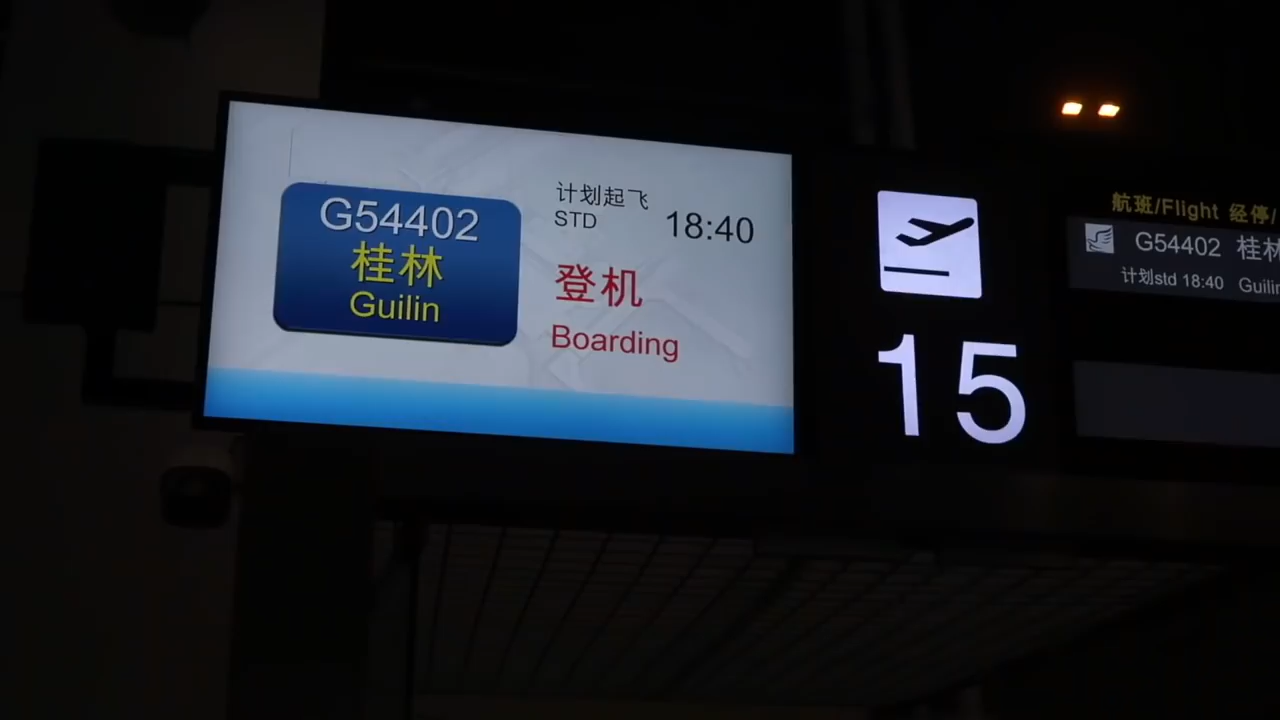 G54402
桂林
Guilin
计划起飞
STD
18:40
登机
Boarding
15
航班/Flight 经停/
G54402 桂林
计划std 18:40